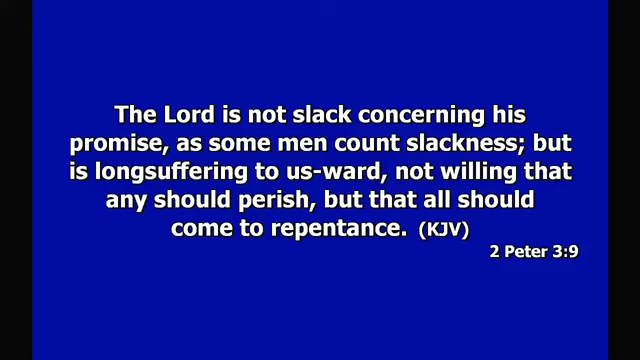 The Lord is not slack concerning his
promise, as some men count slackness; but
is longsuffering to us-ward, not willing that
any should perish, but that all should
come to repentance. (KJV)
2 Peter 3:9